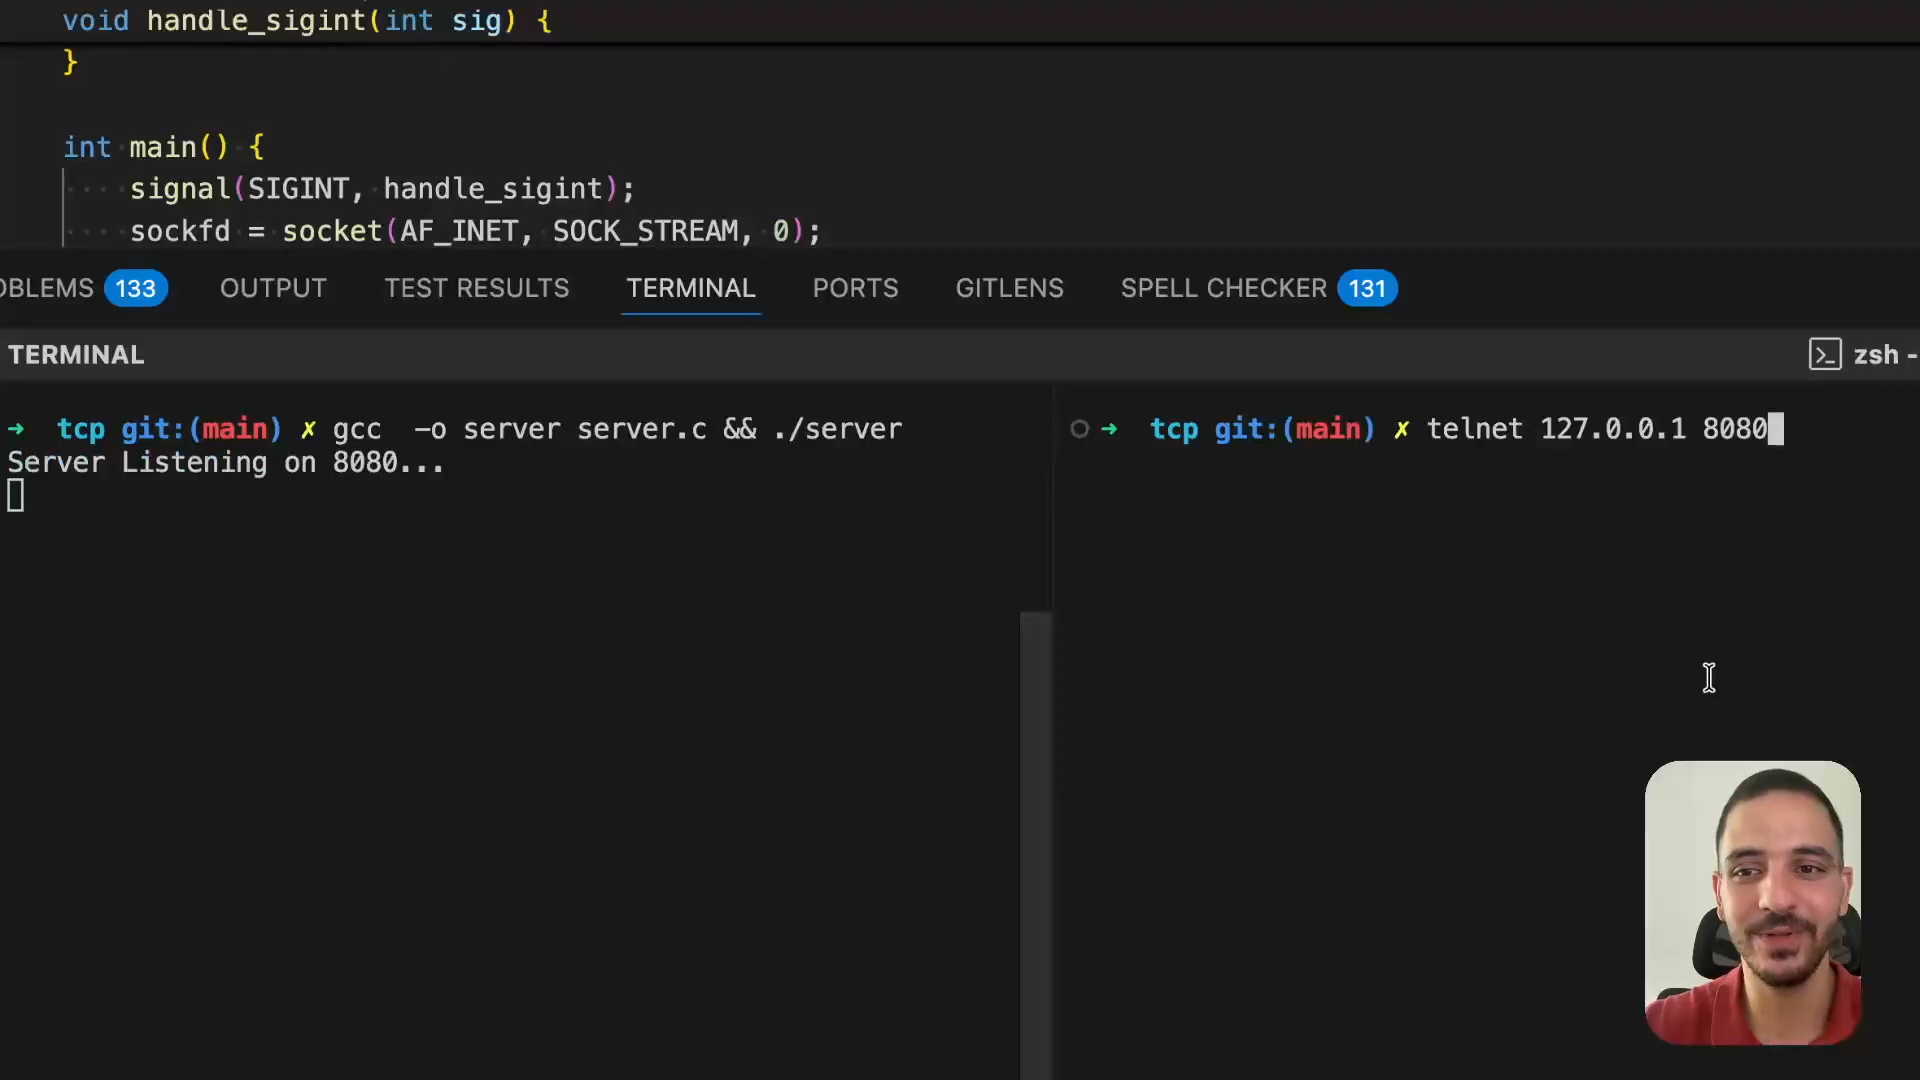 void handle_sigint(int sig) {
}
int main() {
signal(SIGINT, handle_sigint);
sockfd = socket(AF_INET, SOCK_STREAM, 0);
OBLEMS 133 OUTPUT TEST RESULTS TERMINAL PORTS GITLENS SPELL CHECKER 131
TERMINAL
zsh -
➜ tcp git:(main) ✗ gcc -o server server.c && ./server
Server Listening on 8080...
➜ tcp git:(main) ✗ telnet 127.0.0.1 8080